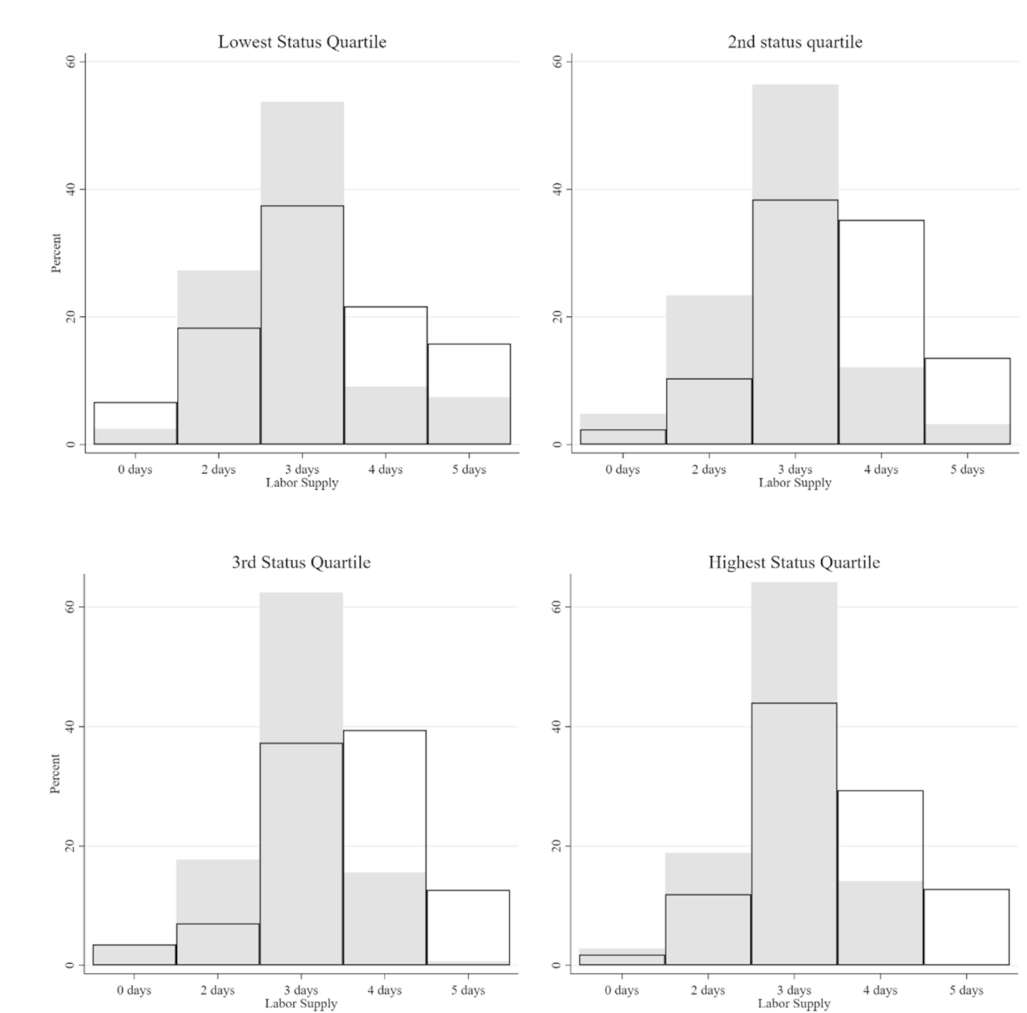 Lowest Status Quartile
60
40
20
0
Percent
0 days 2 days 3 days 4 days 5 days
Labor Supply
2nd status quartile
60
40
20
0
0 days 2 days 3 days 4 days 5 days
Labor Supply
3rd Status Quartile
60
40
20
0
Percent
0 days 2 days 3 days 4 days 5 days
Labor Supply
Highest Status Quartile
60
40
20
0
0 days 2 days 3 days 4 days 5 days
Labor Supply